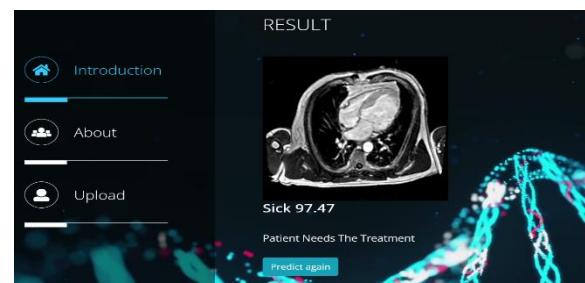 RESULT
Introduction
About
Upload
Sick 97.47
Patient Needs The Treatment
Predict again